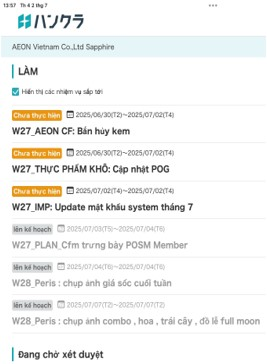 13:57 Th 4 2 thg 7
ハンクラ
AEON Vietnam Co.,Ltd Sapphire
LÀM
Hiển thị các nhiệm vụ sắp tới
Chưa thực hiện 2025/06/30(T2)~2025/07/02(T4)
W27_AEON CF: Bán hủy kem
Chưa thực hiện 2025/06/30(T2)~2025/07/02(T4)
W27_THỰC PHẨM KHÔ: Cập nhật POG
Chưa thực hiện 2025/07/02(T4)~2025/07/02(T4)
W27_IMP: Update mật khẩu system tháng 7
lên kế hoạch 2025/07/03(T5)~2025/07/04(T6)
W27_PLAN_Cfm trưng bày POSM Member
lên kế hoạch 2025/07/04(T6)~2025/07/04(T6)
W28_Peris : chụp ảnh giá sốc cuối tuần
lên kế hoạch 2025/07/07(T2)~2025/07/07(T2)
W28_Peris : chụp ảnh combo , hoa , trái cây , đồ lễ full moon
Đang chờ xét duyệt